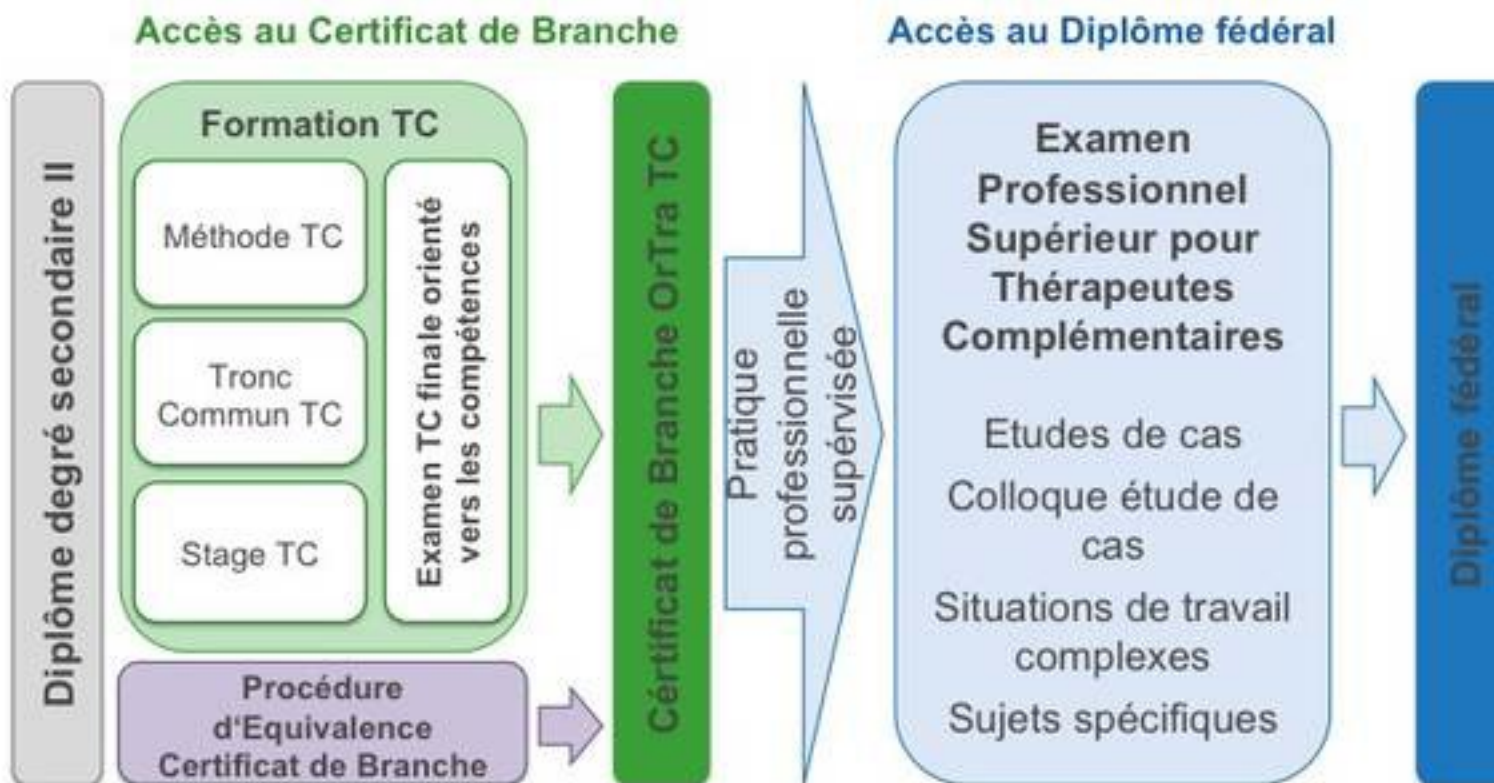 Accès au Certificat de Branche
Accès au Diplôme fédéral
Diplôme degré secondaire II
Formation TC
Méthode TC
Tronc
Commun TC
Stage TC
Examen TC finale orienté
vers les compétences
Procédure
d'Equivalence
Certificat de Branche
Cértificat de Branche OrTra TC
Pratique
professionnelle
supérvisée
Examen
Professionnel
Supérieur pour
Thérapeutes
Complémentaires
Etudes de cas
Colloque étude de
cas
Situations de travail
complexes
Sujets spécifiques
Diplôme fédéral